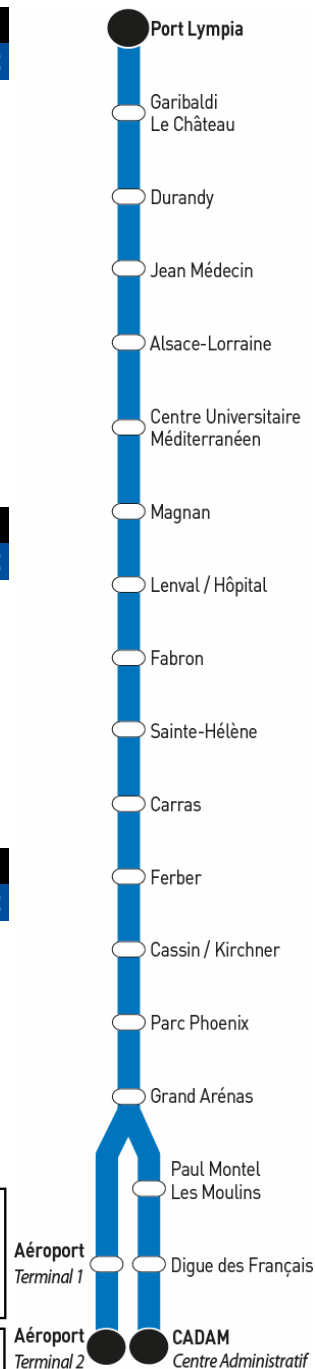 Port Lympia
Garibaldi
Le Château
Durandy
Jean Médecin
Alsace-Lorraine
Centre Universitaire
Méditerranéen
Magnan
Lenval / Hôpital
Fabron
Sainte-Hélène
Carras
Ferber
Cassin / Kirchner
Parc Phoenix
Grand Arénas
Paul Montel
Les Moulins
Aéroport
Terminal 1
Digue des Français
Aéroport
Terminal 2
CADAM
Centre Administratif